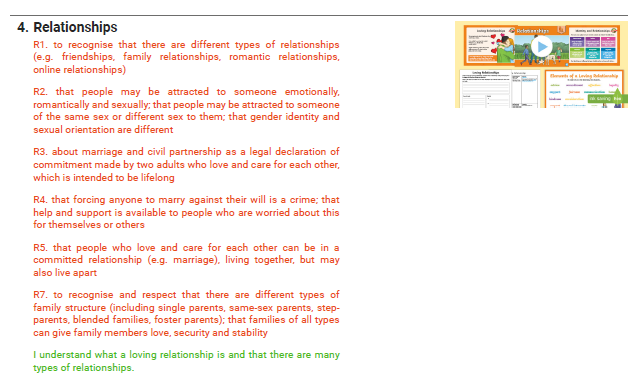 4. Relationships
R1. to recognise that there are different types of relationships
(e.g. friendships, family relationships, romantic relationships,
online relationships)
R2. that people may be attracted to someone emotionally,
romantically and sexually; that people may be attracted to someone
of the same sex or different sex to them; that gender identity and
sexual orientation are different
R3. about marriage and civil partnership as a legal declaration of
commitment made by two adults who love and care for each other,
which is intended to be lifelong
R4. that forcing anyone to marry against their will is a crime; that
help and support is available to people who are worried about this
for themselves or others
R5. that people who love and care for each other can be in a
committed relationship (e.g. marriage), living together, but may
also live apart
R7. to recognise and respect that there are different types of
family structure (including single parents, same-sex parents, step-
parents, blended families, foster parents); that families of all types
can give family members love, security and stability
I understand what a loving relationship is and that there are many
types of relationships.
Loving Relationships
Relationships
Identity and Relationships
Loving Relationships
Elements of a Loving Relationship